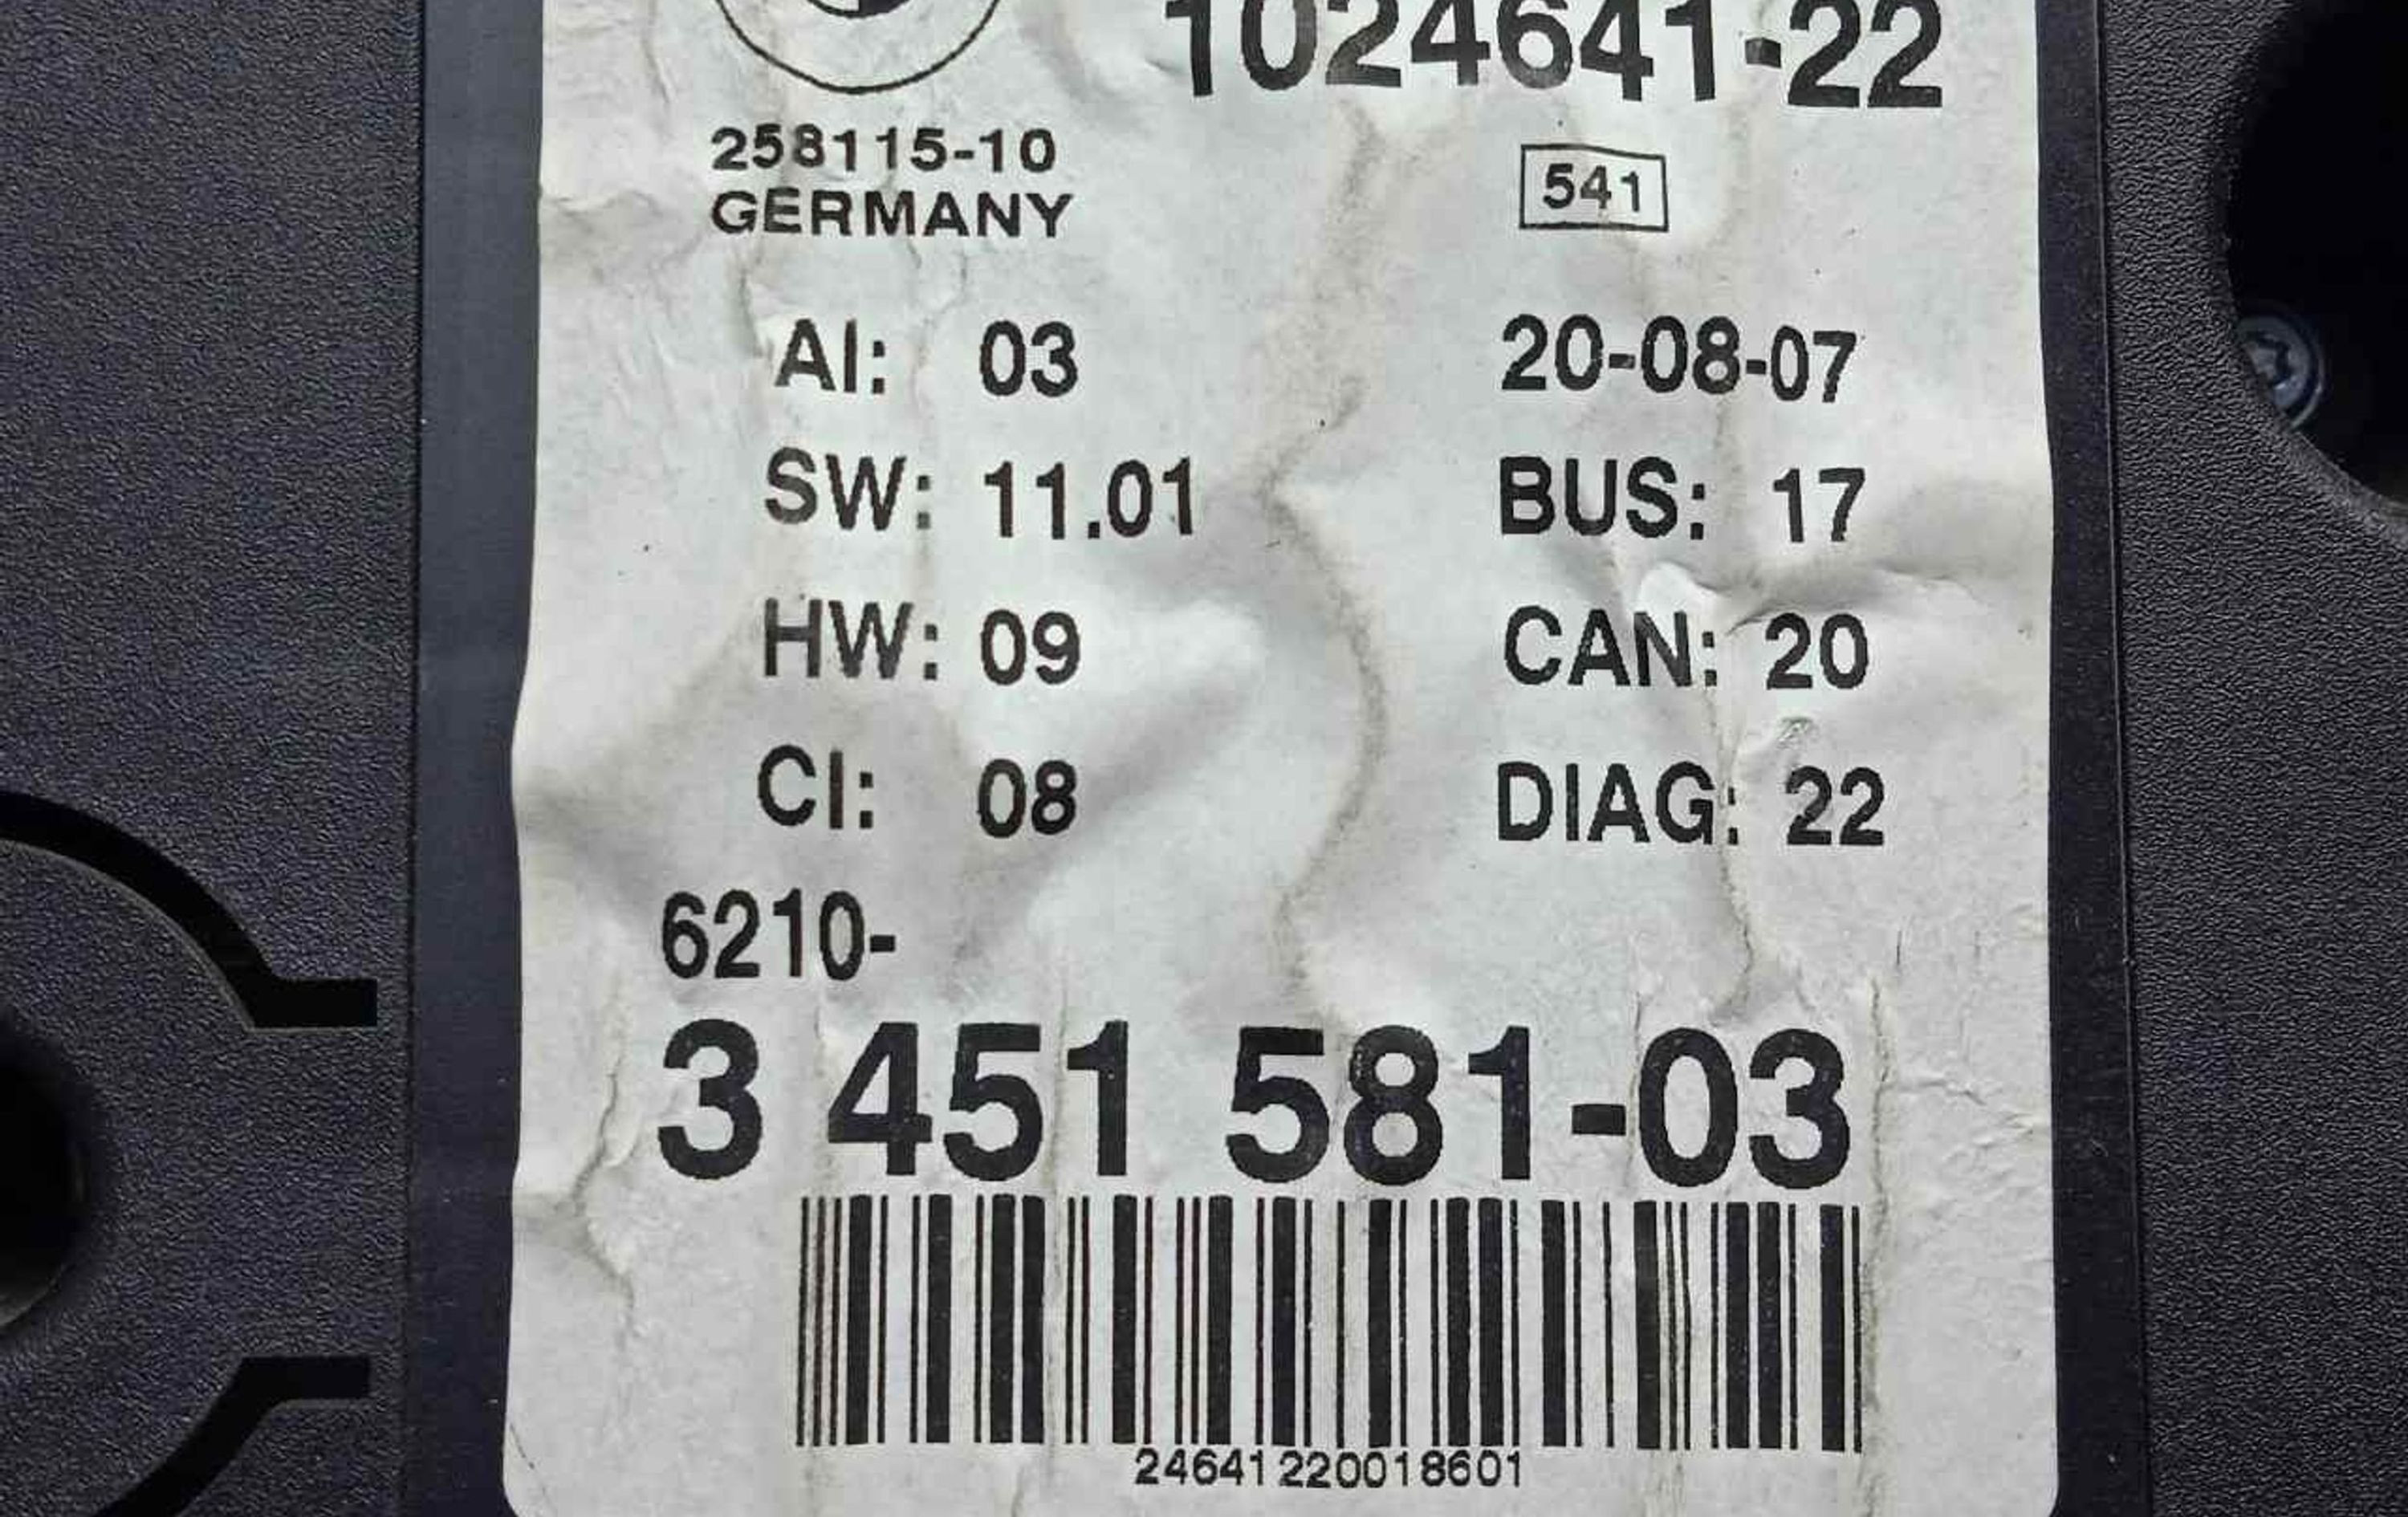 1024641-22
258115-10
GERMANY
541
AI: 03 20-08-07
SW: 11.01 BUS: 17
HW: 09 CAN: 20
CI: 08 DIAG: 22
6210-
3 451 581-03
24641220018601